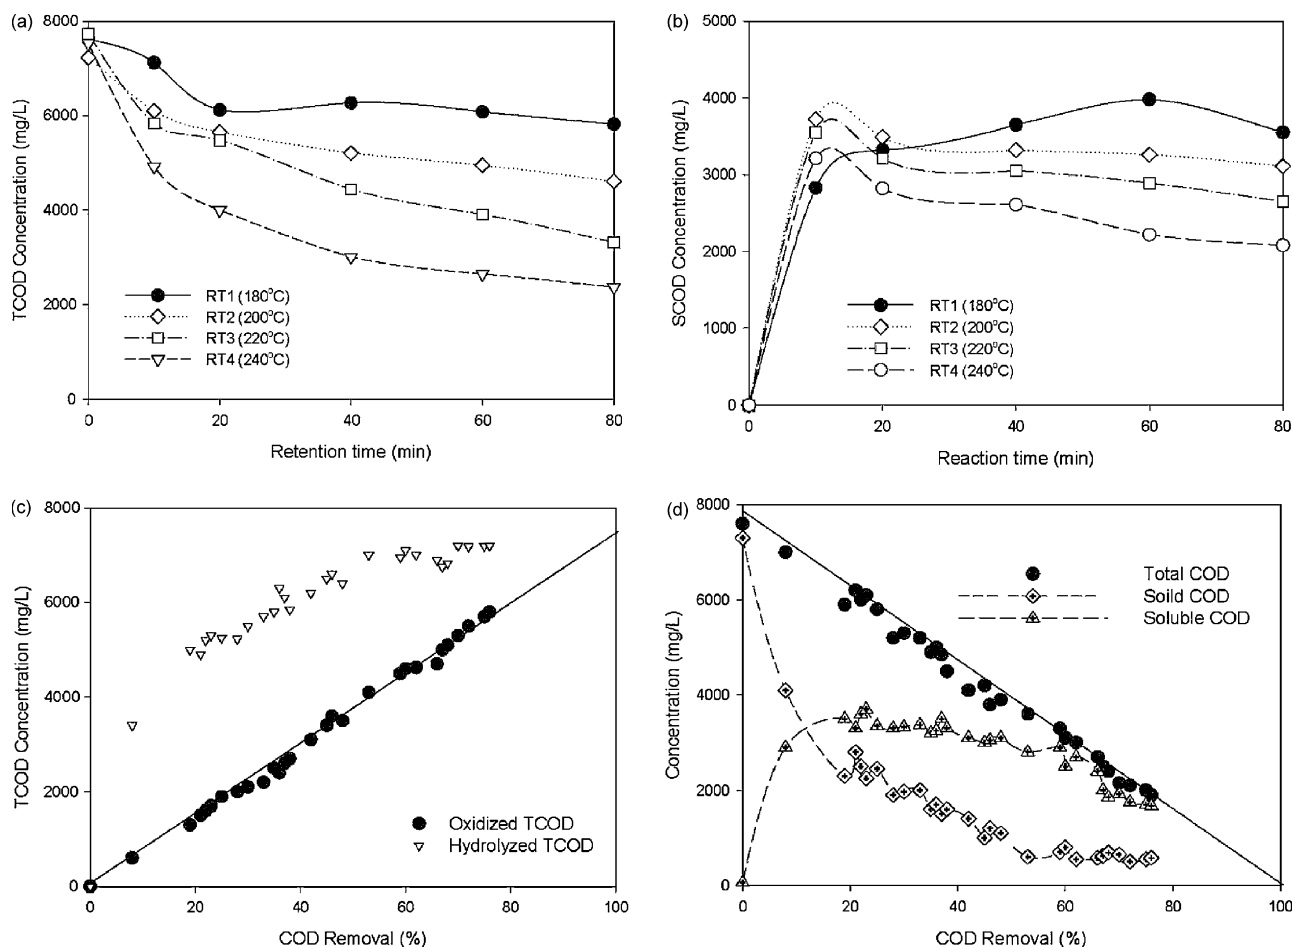 (a)
8000
6000
4000
2000
0
TCOD Concentration (mg/L)
RT1 (180°C)
RT2 (200°C)
RT3 (220°C)
RT4 (240°C)
0 20 40 60 80
Retention time (min)
(b)
5000
4000
3000
2000
1000
0
SCOD Concentration (mg/L)
RT1 (180°C)
RT2 (200°C)
RT3 (220°C)
RT4 (240°C)
0 20 40 60 80
Reaction time (min)
(c)
8000
6000
4000
2000
0
TCOD Concentration (mg/L)
Oxidized TCOD
Hydrolyzed TCOD
0 20 40 60 80 100
COD Removal (%)
(d)
8000
6000
4000
2000
0
Concentration (mg/L)
Total COD
Soild COD
Soluble COD
0 20 40 60 80 100
COD Removal (%)